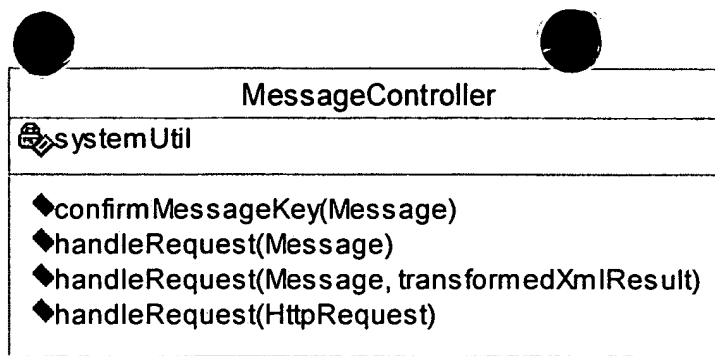 MessageController
systemUtil
confirmMessageKey(Message)
handleRequest(Message)
handleRequest(Message, transformedXmlResult)
handleRequest(HttpRequest)